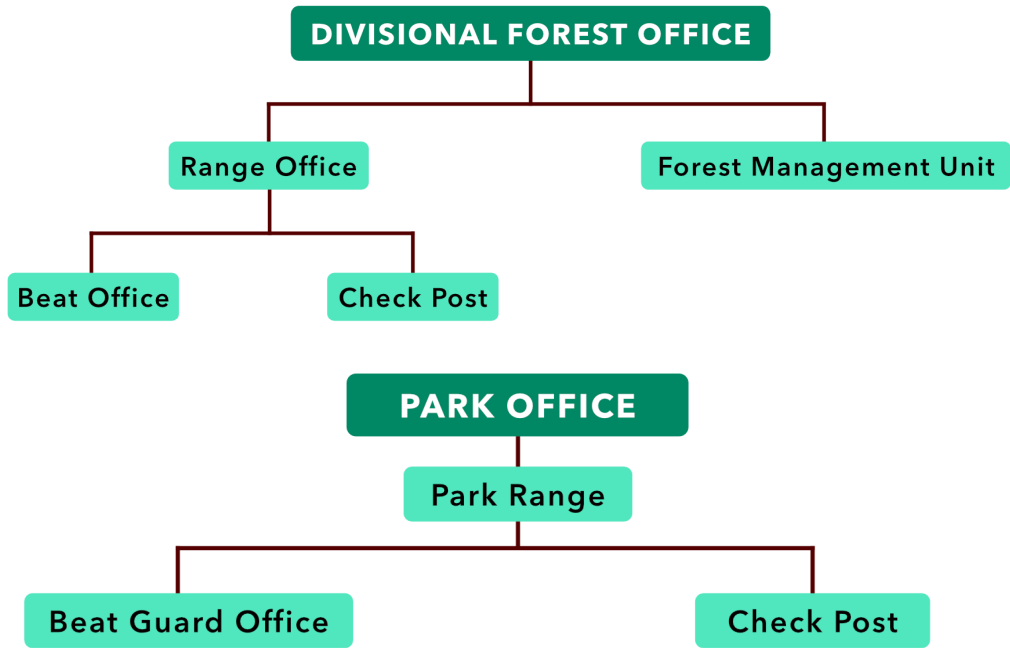 DIVISIONAL FOREST OFFICE
Range Office
Forest Management Unit
Beat Office
Check Post
PARK OFFICE
Park Range
Beat Guard Office
Check Post